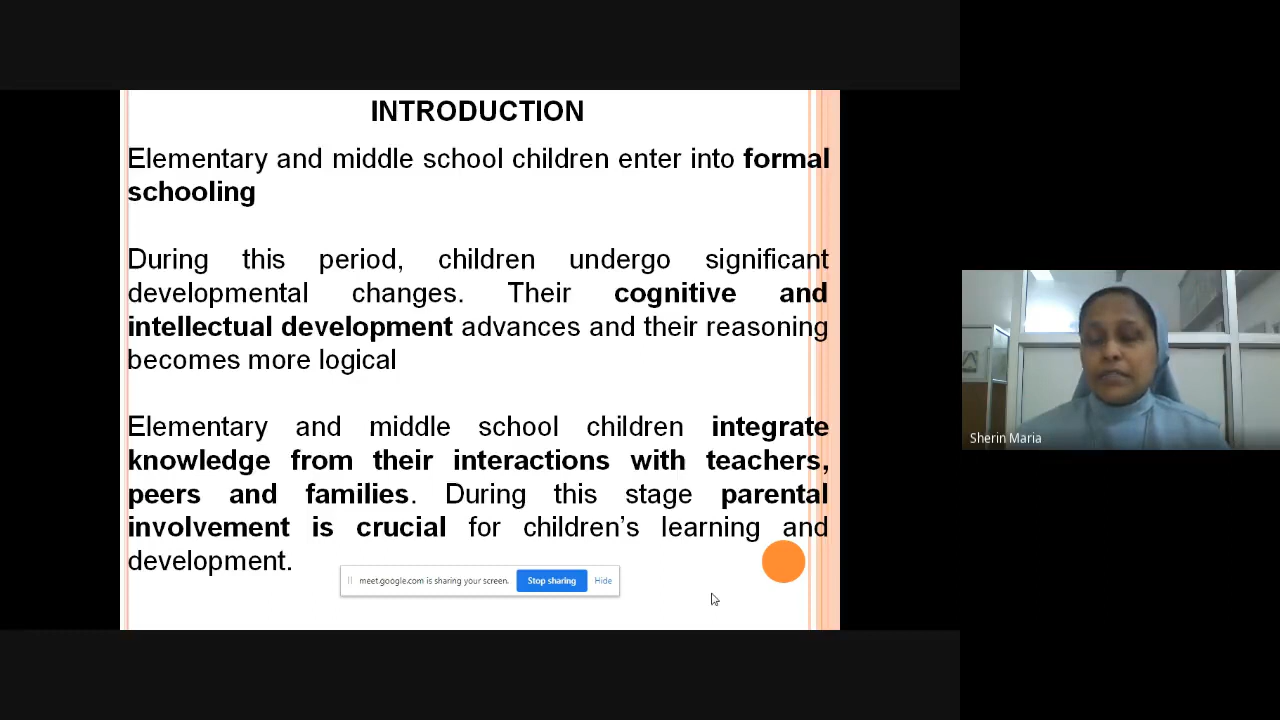 INTRODUCTION
Elementary and middle school children enter into formal
schooling
During this period, children undergo significant
developmental changes. Their cognitive and
intellectual development advances and their reasoning
becomes more logical
Elementary and middle school children integrate
knowledge from their interactions with teachers,
peers and families. During this stage parental
involvement is crucial for children's learning and
development.
meet.google.com is sharing your screen. Stop sharing Hide
Sherin Maria